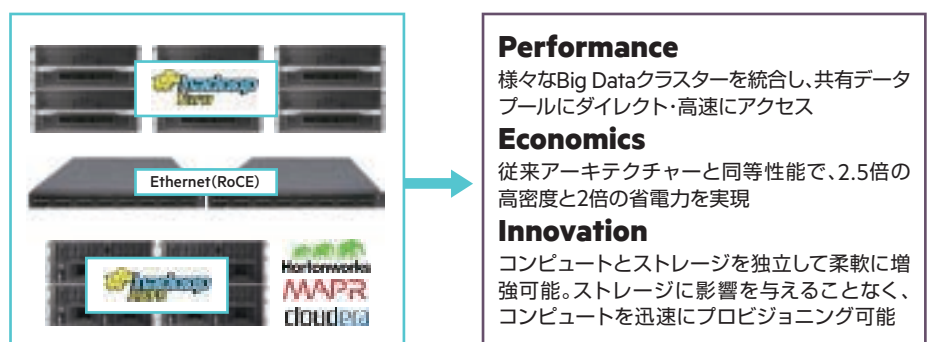 hadoop
Ethernet(RoCE)
hadoop
Hortonworks
MAPR
cloudera
Performance
様々なBig Dataクラスターを統合し、共有データ
プールにダイレクト・高速にアクセス
Economics
従来アーキテクチャーと同等性能で、2.5倍の
高密度と2倍の省電力を実現
Innovation
コンピュートとストレージを独立して柔軟に増
強可能。ストレージに影響を与えることなく、
コンピュートを迅速にプロビジョニング可能